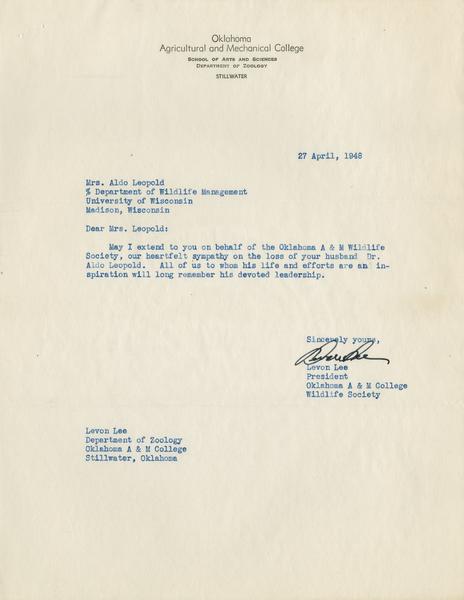 Oklahoma
Agricultural and Mechanical College
SCHOOL OF ARTS AND SCIENCES
DEPARTMENT OF ZOOLOGY
STILLWATER
27 April, 1948
Mrs. Aldo Leopold
% Department of Wildlife Management
University of Wisconsin
Madison, Wisconsin
Dear Mrs. Leopold:
May I extend to you on behalf of the Oklahoma A & M Wildlife
Society, our heartfelt sympathy on the loss of your husband Dr.
Aldo Leopold. All of us to whom his life and efforts are an in-
spiration will long remember his devoted leadership.
Sincerely yours,
Levon Lee
President
Oklahoma A & M College
Wildlife Society
Levon Lee
Department of Zoology
Oklahoma A & M College
Stillwater, Oklahoma